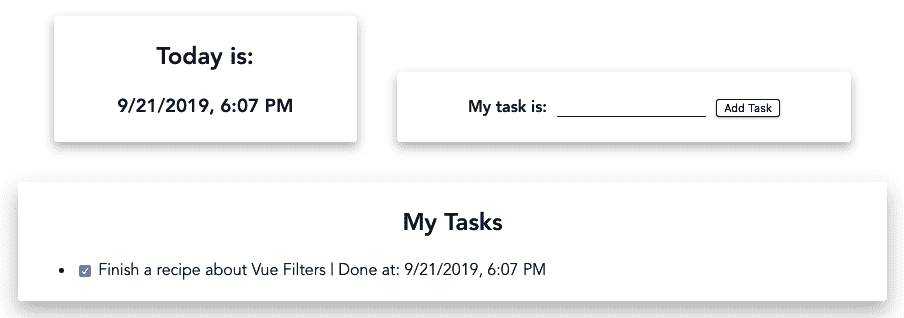 Today is:
9/21/2019, 6:07 PM
My task is:
Add Task
My Tasks
Finish a recipe about Vue Filters | Done at: 9/21/2019, 6:07 PM